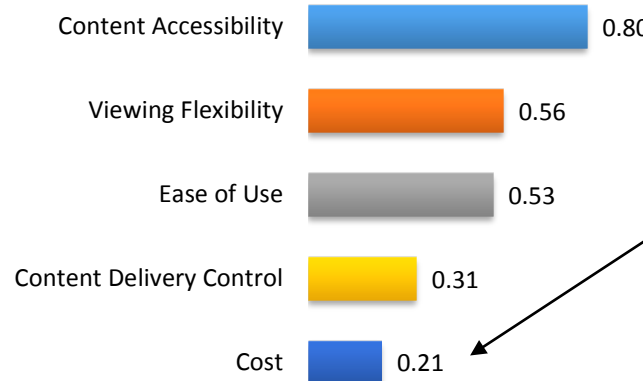 Content Accessibility 0.80
Viewing Flexibility 0.56
Ease of Use 0.53
Content Delivery Control 0.31
Cost 0.21